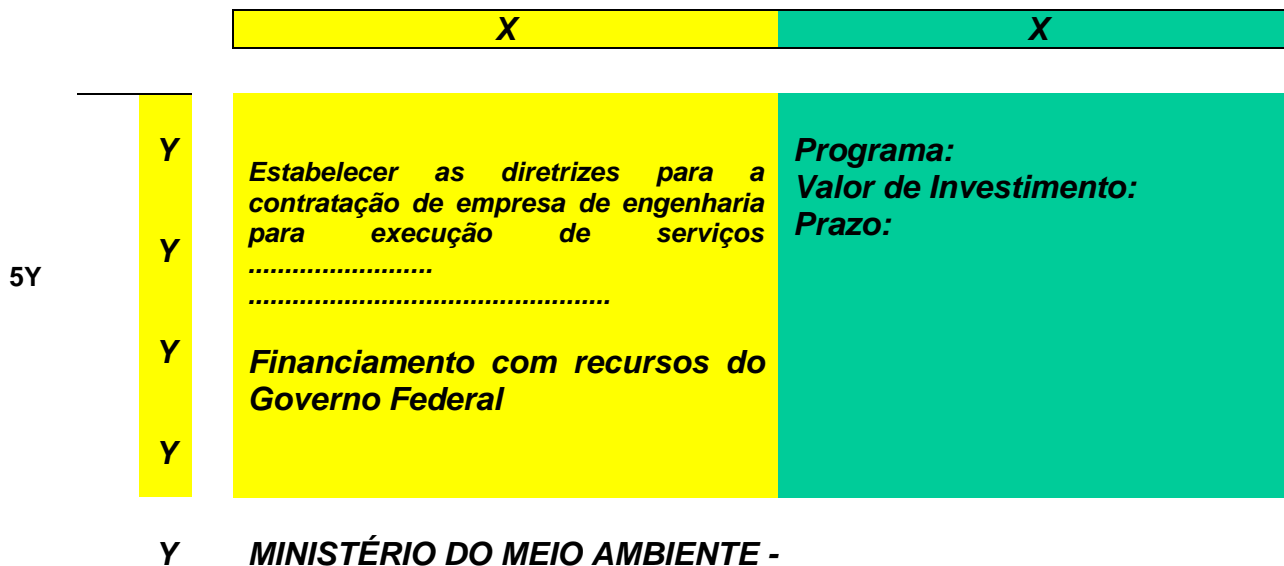 X X
Y
Estabelecer as diretrizes para a
contratação de empresa de engenharia
para execução de serviços
.........................
.................................................
Programa:
Valor de Investimento:
Prazo:
Y
5Y
Y
Financiamento com recursos do
Governo Federal
Y
Y MINISTÉRIO DO MEIO AMBIENTE -